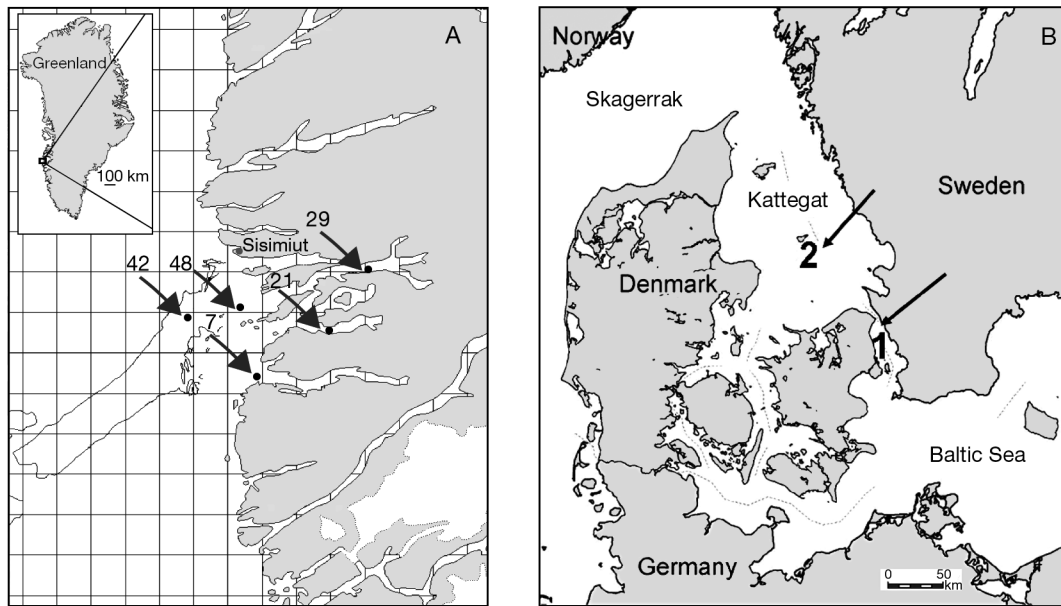 A
Greenland
100 km
Sisimiut
29
42
48
21
7
B
Norway
Skagerrak
Kattegat
Sweden
2
Denmark
1
Baltic Sea
Germany
0 50
km